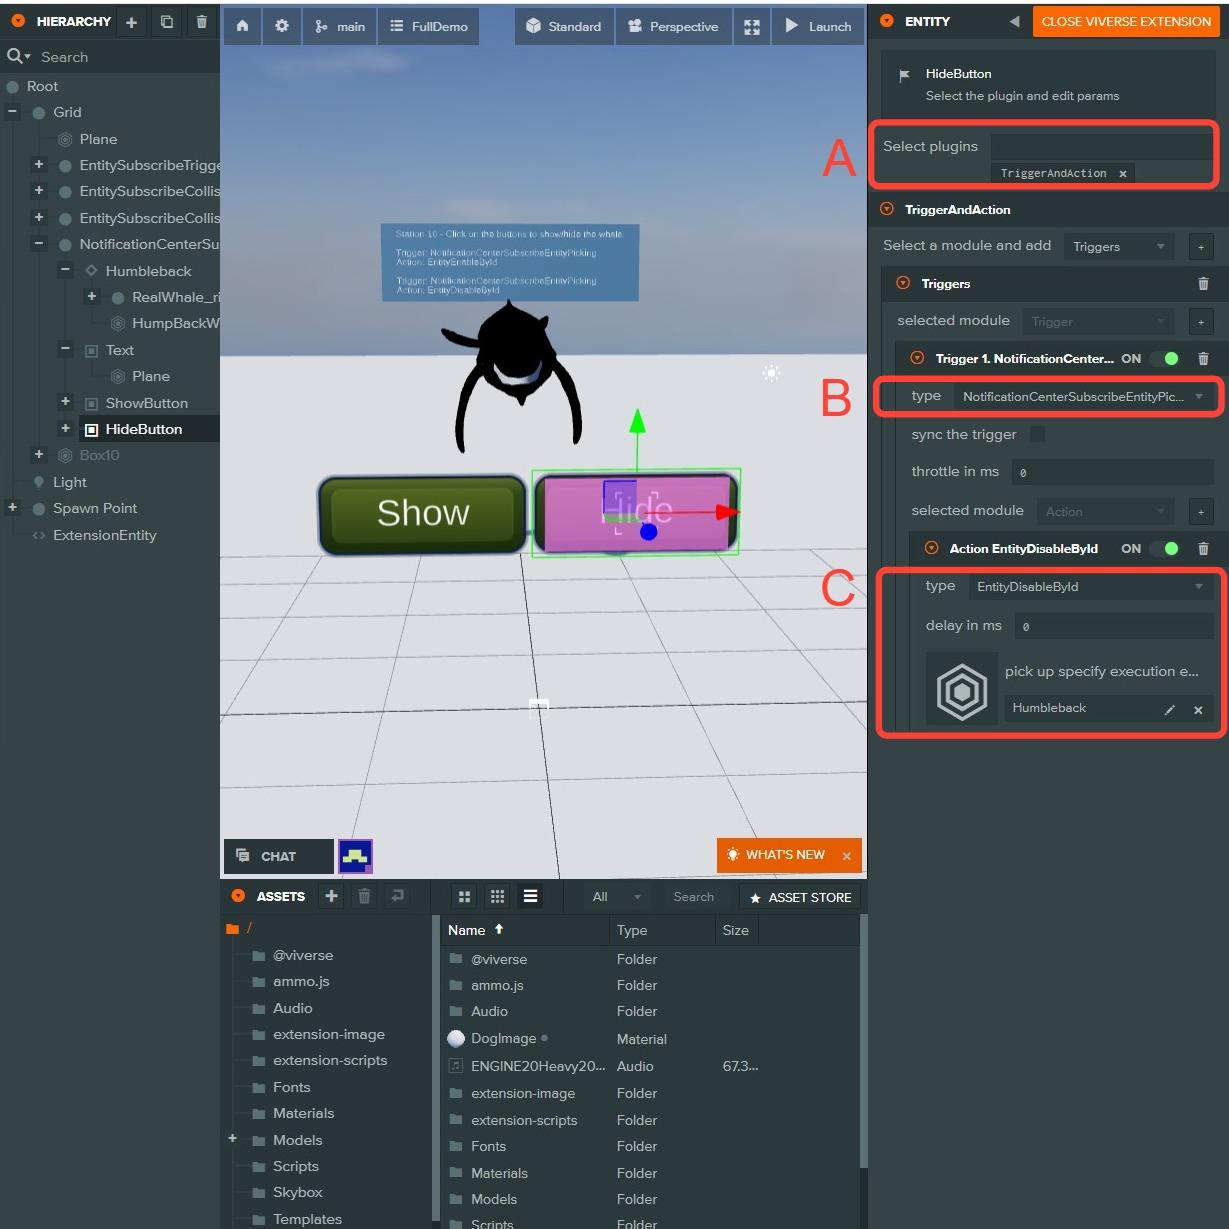 HIERARCHY
Search
Root
Grid
Plane
EntitySubscribeTrigge
EntitySubscribeCollis
EntitySubscribeCollis
NotificationCenterSu
Humbleback
RealWhale_ri
HumpBackW
Text
Plane
ShowButton
HideButton
Box10
Light
Spawn Point
ExtensionEntity
main
FullDemo
Standard
Perspective
Launch
Station 10 - Click on the buttons to show/hide the whale.
Trigger: NotificationCenterSubscribeEntityPicking
Action: EntityEnableById
Trigger: NotificationCenterSubscribeEntityPicking
Action: EntityDisableById
Show
Hide
A
B
C
CHAT
WHAT'S NEW
ENTITY
CLOSE VIVERSE EXTENSION
HideButton
Select the plugin and edit params
Select plugins
TriggerAndAction
TriggerAndAction
Select a module and add Triggers
Triggers
selected module Trigger
Trigger 1. NotificationCenter... ON
type NotificationCenterSubscribeEntityPic...
sync the trigger
throttle in ms 0
selected module Action
Action EntityDisableById ON
type EntityDisableById
delay in ms 0
pick up specify execution e...
Humbleback
ASSETS
All
Search
ASSET STORE
/
@viverse
ammo.js
Audio
extension-image
extension-scripts
Fonts
Materials
Models
Scripts
Skybox
Templates
Name Type Size
@viverse Folder
ammo.js Folder
Audio Folder
DogImage Material
ENGINE20Heavy20... Audio 67.3...
extension-image Folder
extension-scripts Folder
Fonts Folder
Materials Folder
Models Folder
Scripts Folder